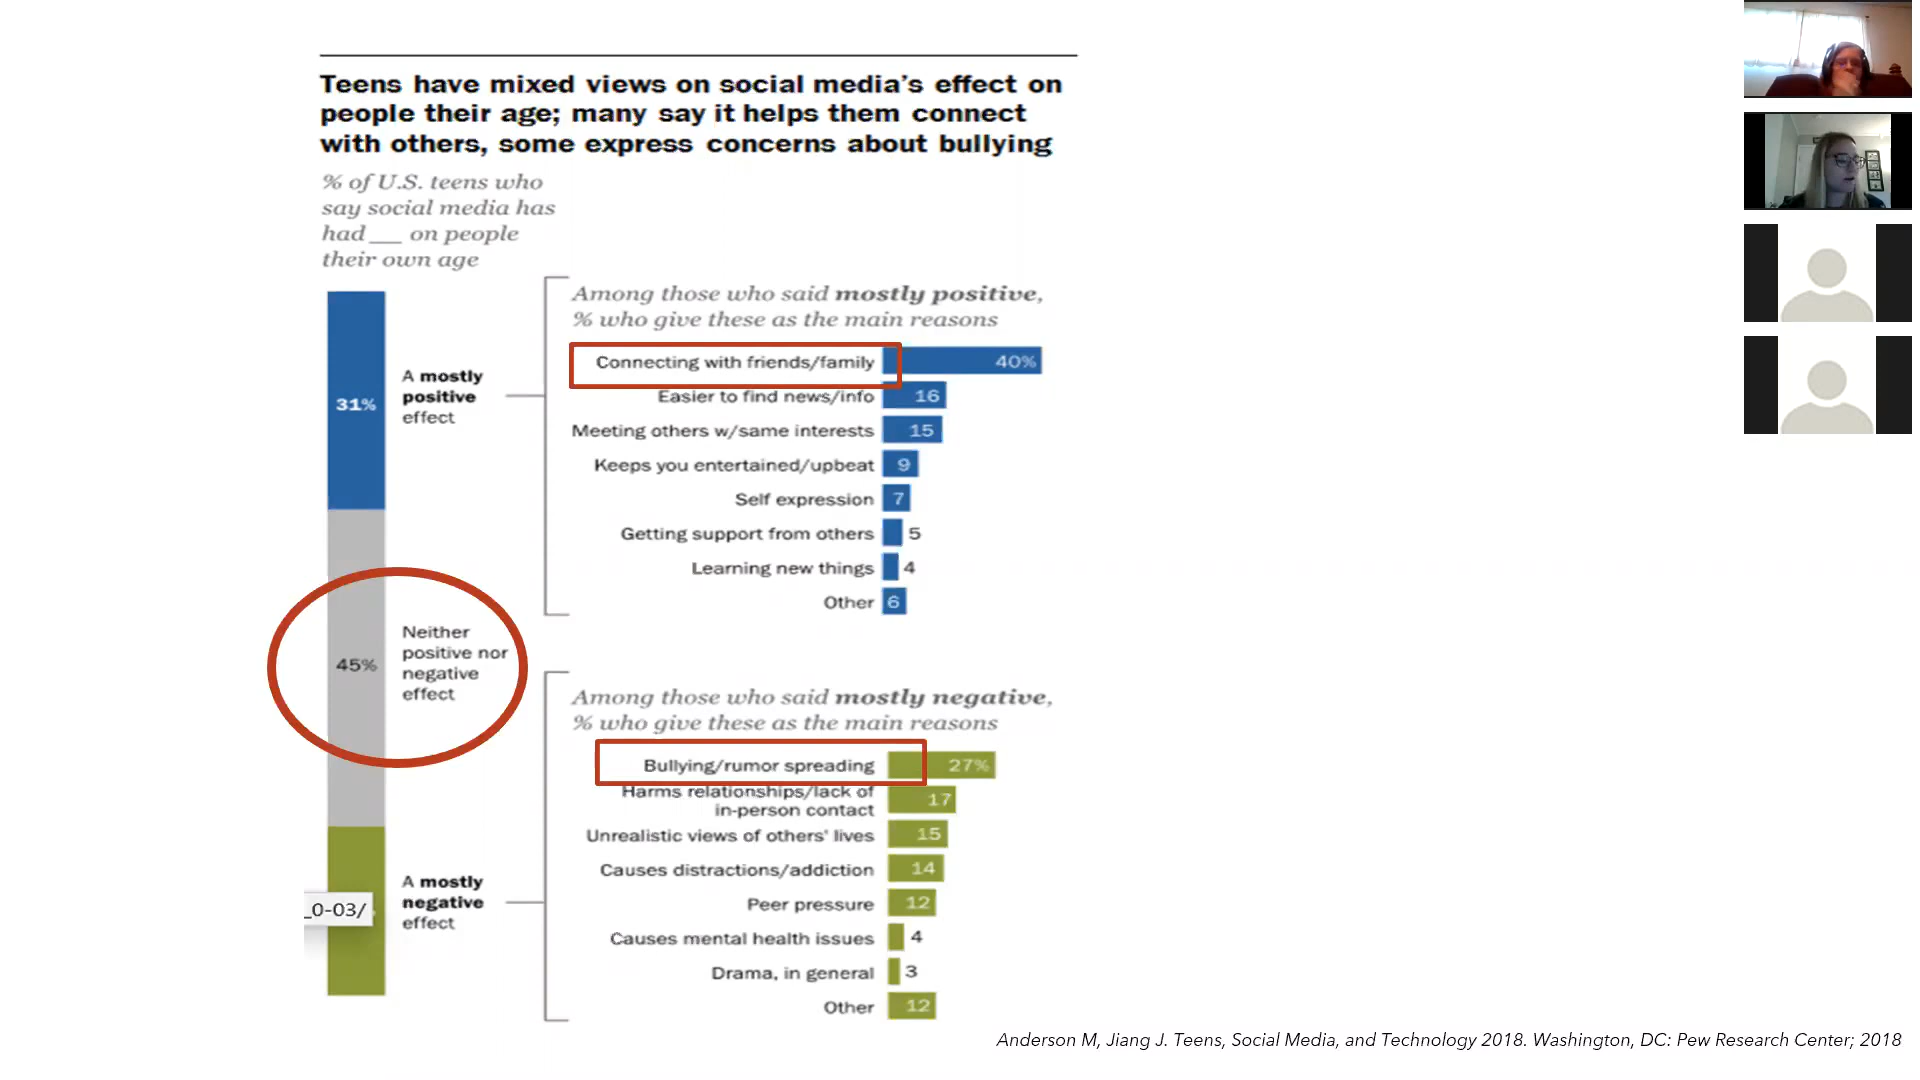 Teens have mixed views on social media's effect on
people their age; many say it helps them connect
with others, some express concerns about bullying
% of U.S. teens who
say social media has
had ___ on people
their own age
31%
A mostly
positive
effect
45%
Neither
positive nor
negative
effect
_0-03/
A mostly
negative
effect
Among those who said mostly positive,
% who give these as the main reasons
Connecting with friends/family 40%
Easier to find news/info 16
Meeting others w/same interests 15
Keeps you entertained/upbeat 9
Self expression 7
Getting support from others 5
Learning new things 4
Other 6
Among those who said mostly negative,
% who give these as the main reasons
Bullying/rumor spreading 27%
Harms relationships/lack of
in-person contact 17
Unrealistic views of others' lives 15
Causes distractions/addiction 14
Peer pressure 12
Causes mental health issues 4
Drama, in general 3
Other 12
Anderson M, Jiang J. Teens, Social Media, and Technology 2018. Washington, DC: Pew Research Center; 2018